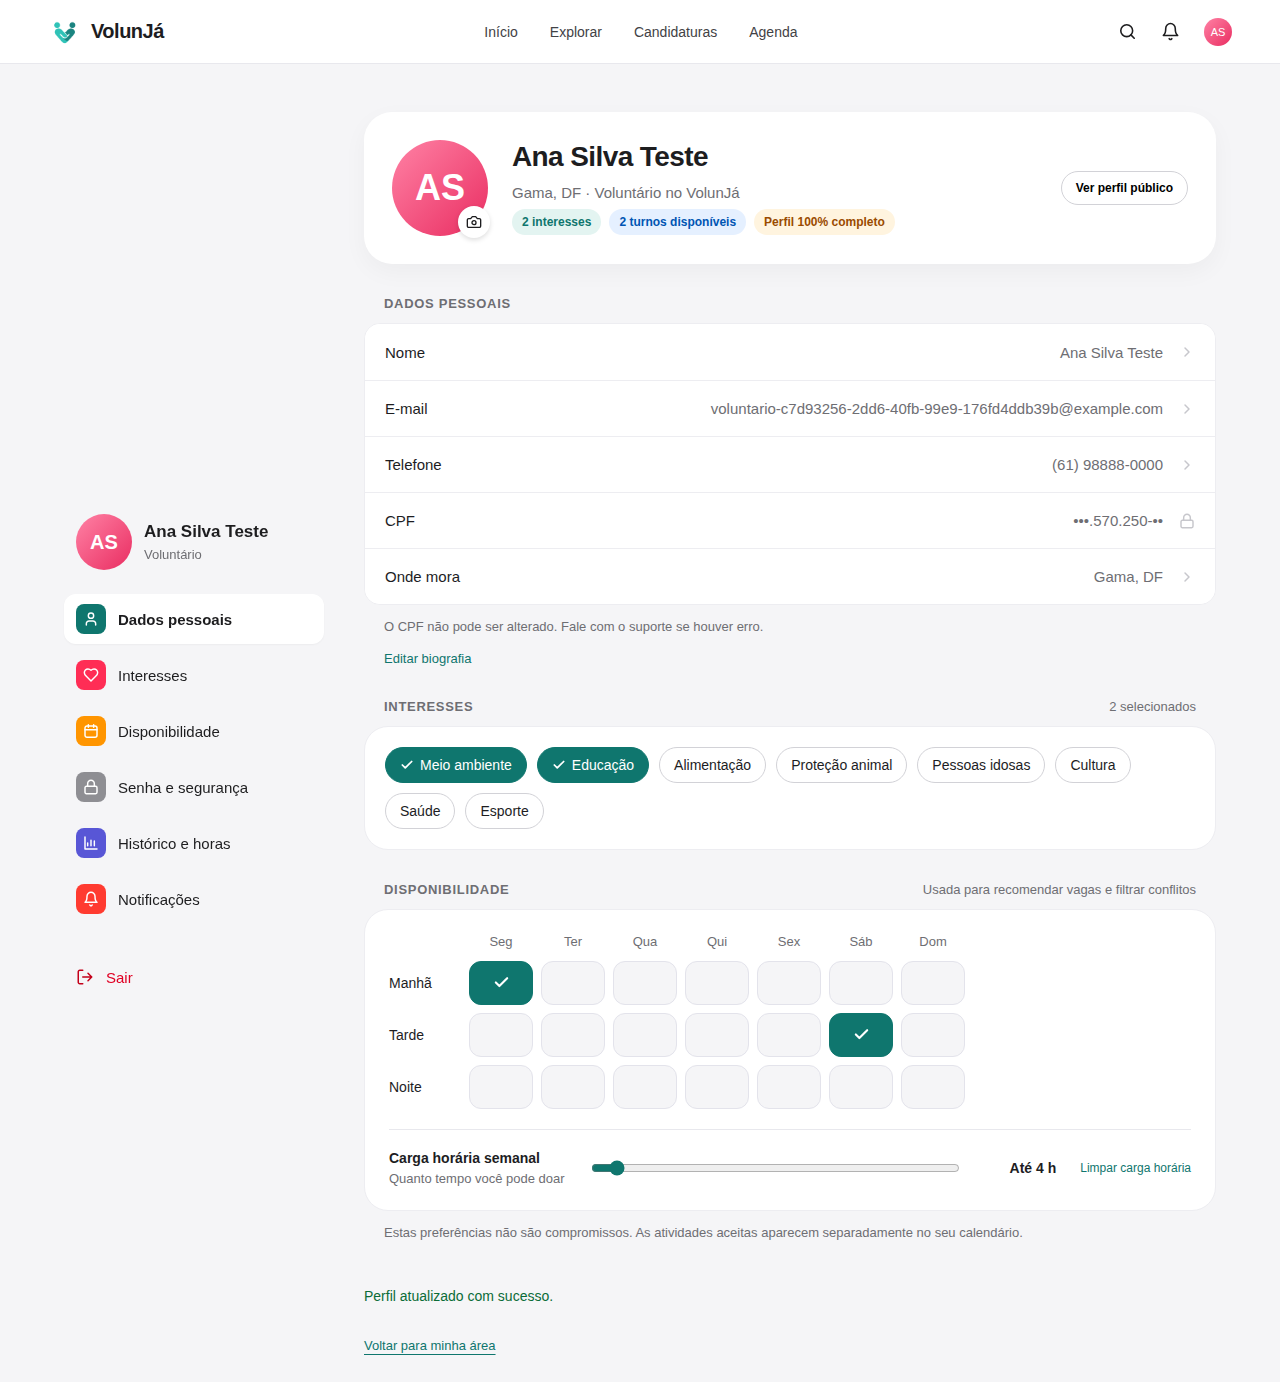 VolunJá
Início Explorar Candidaturas Agenda
AS
AS
Ana Silva Teste
Gama, DF · Voluntário no VolunJá
2 interesses 2 turnos disponíveis Perfil 100% completo
Ver perfil público
DADOS PESSOAIS
Nome Ana Silva Teste
E-mail voluntario-c7d93256-2dd6-40fb-99e9-176fd4ddb39b@example.com
Telefone (61) 98888-0000
CPF •••.570.250-••
Onde mora Gama, DF
O CPF não pode ser alterado. Fale com o suporte se houver erro.
Editar biografia
AS
Ana Silva Teste
Voluntário
Dados pessoais
Interesses
Disponibilidade
Senha e segurança
Histórico e horas
Notificações
Sair
INTERESSES 2 selecionados
Meio ambiente Educação Alimentação Proteção animal Pessoas idosas Cultura
Saúde Esporte
DISPONIBILIDADE Usada para recomendar vagas e filtrar conflitos
Seg Ter Qua Qui Sex Sáb Dom
Manhã
Tarde
Noite
Carga horária semanal
Quanto tempo você pode doar
Até 4 h Limpar carga horária
Estas preferências não são compromissos. As atividades aceitas aparecem separadamente no seu calendário.
Perfil atualizado com sucesso.
Voltar para minha área